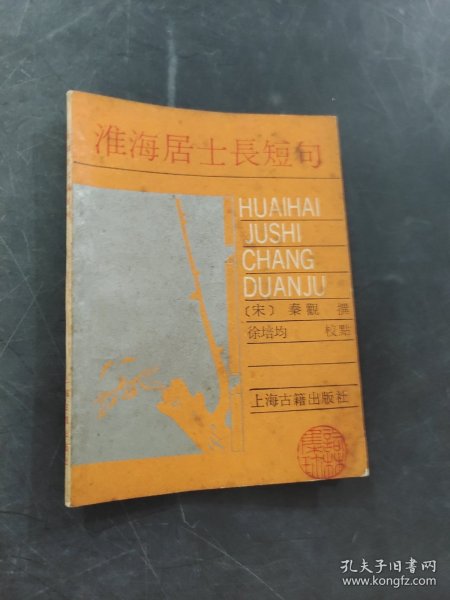 淮海居士長短句
HUAIHAI
JUSHI
CHANG
DUANJU
〔宋〕 秦觀 撰
徐培均 校點
上海古籍出版社
孔夫子旧书网
www.kongfz.com